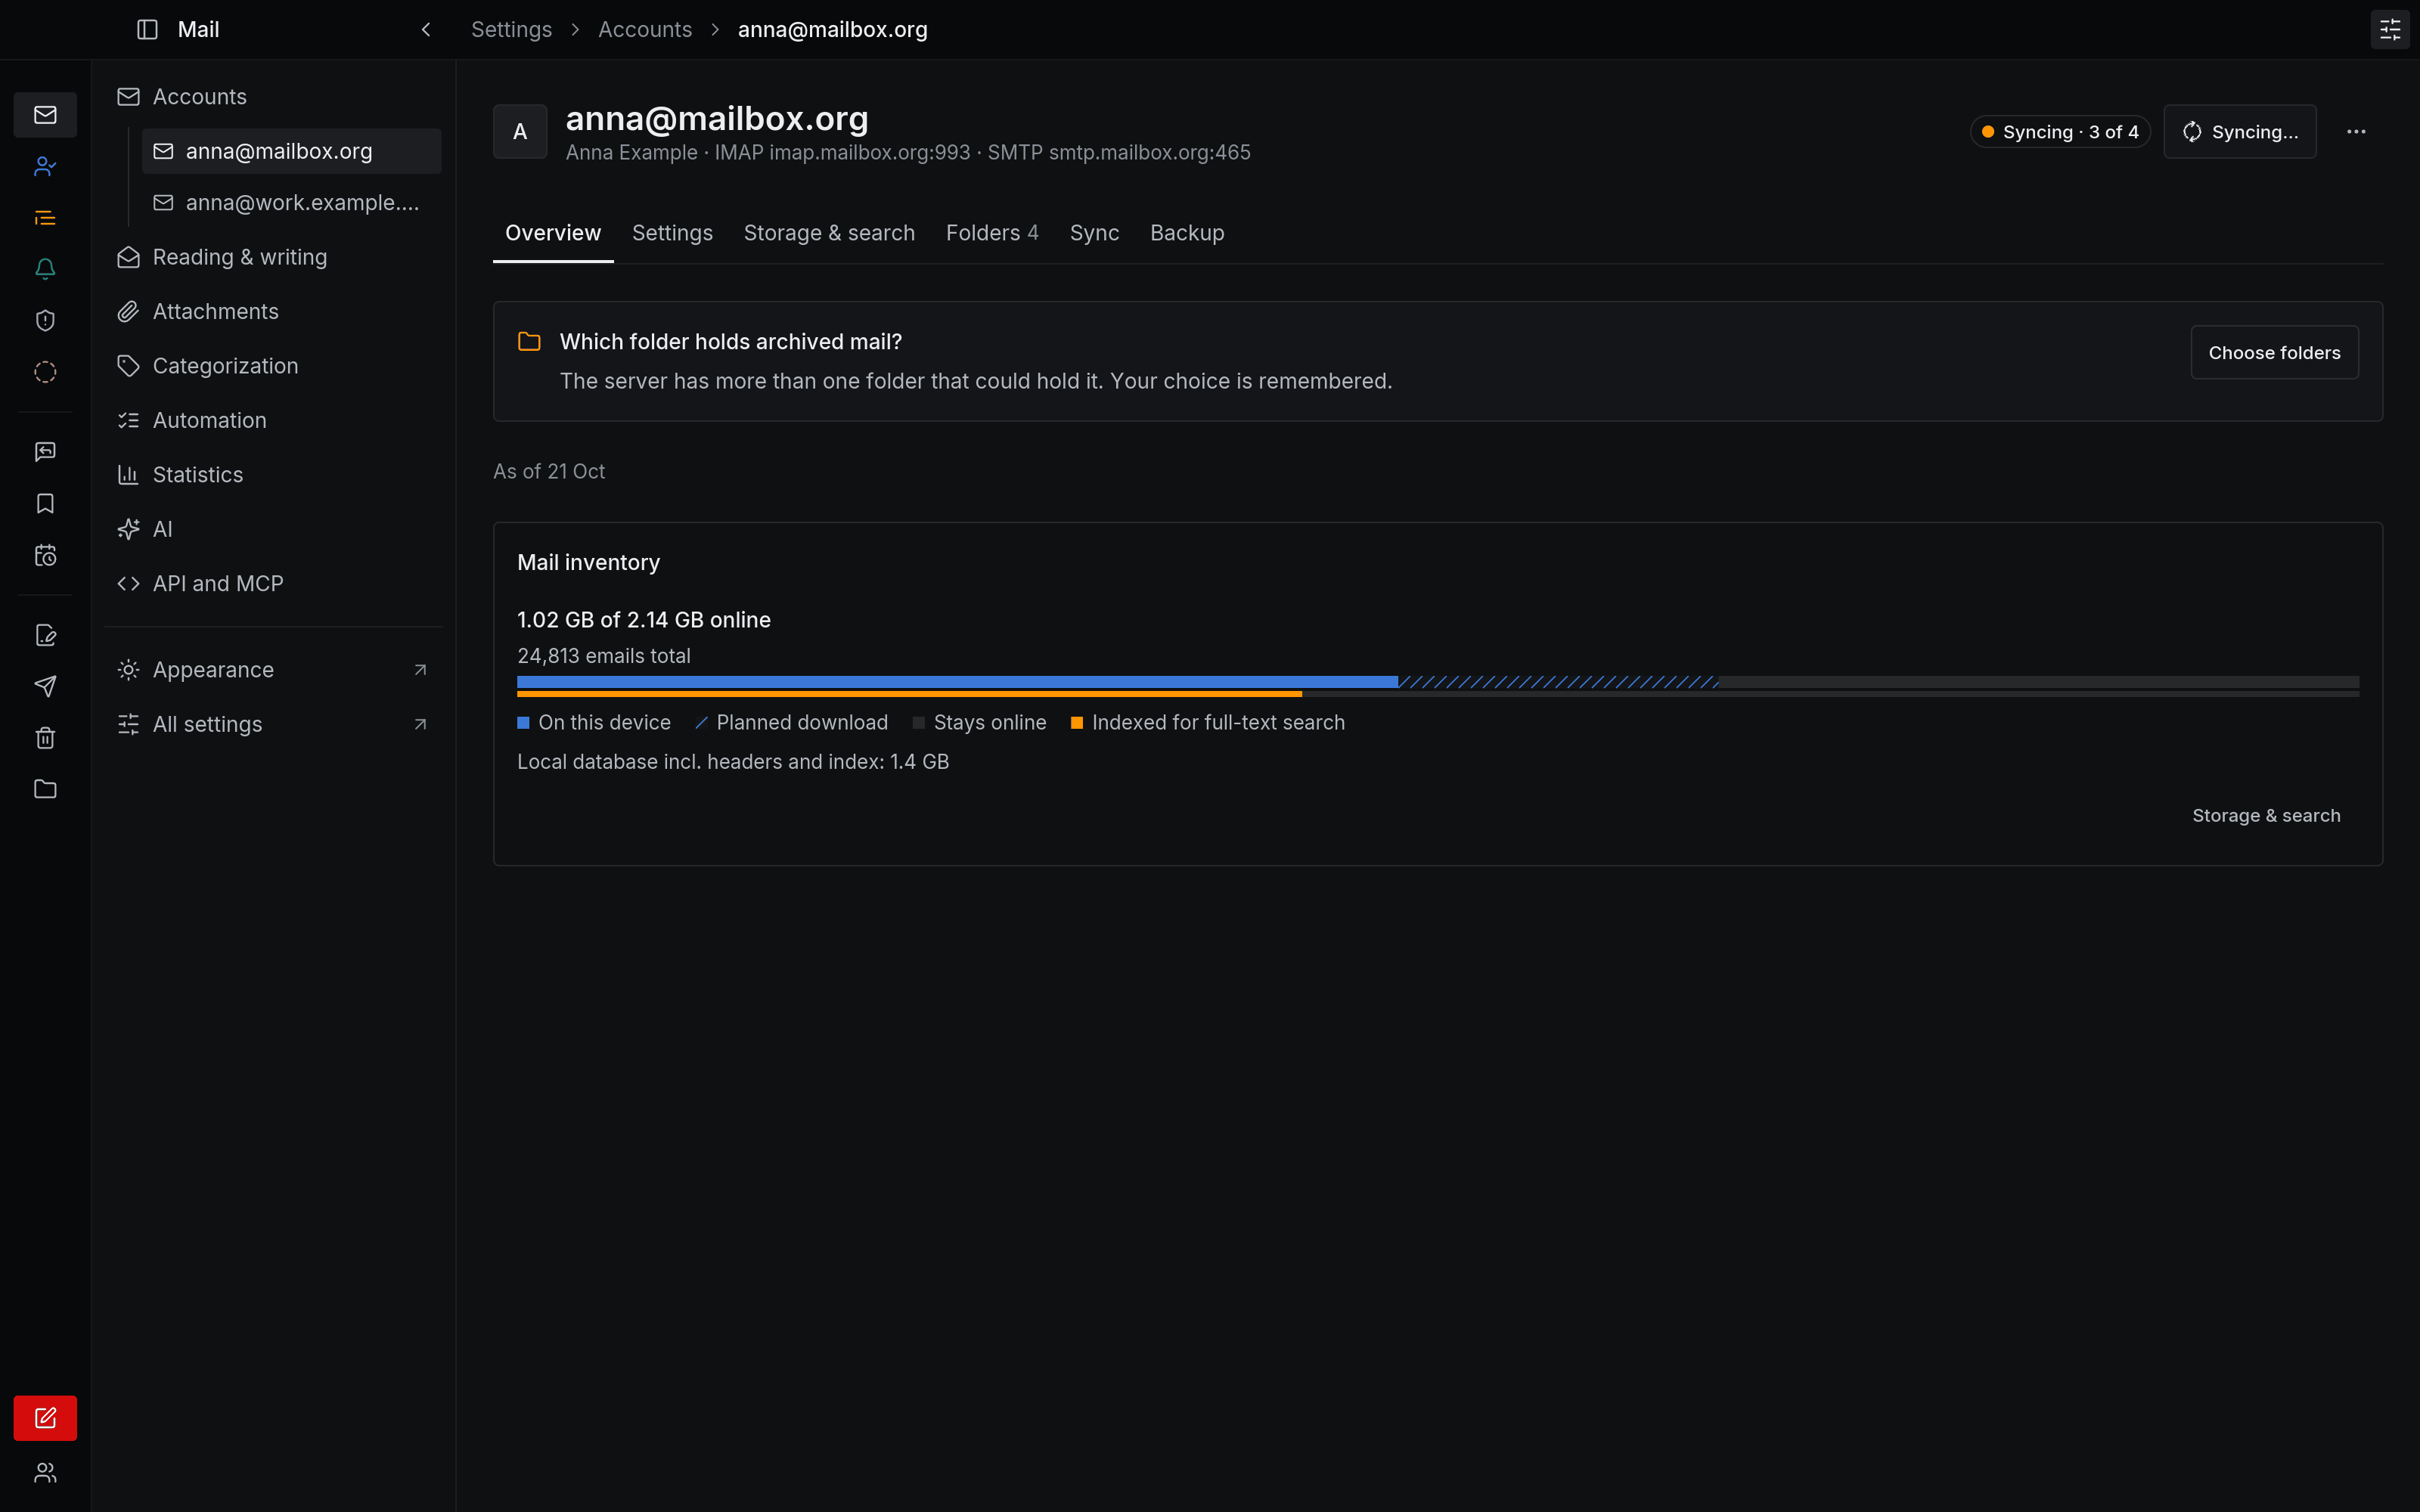 Mail
Settings > Accounts > anna@mailbox.org
Accounts
anna@mailbox.org
anna@work.example....
Reading & writing
Attachments
Categorization
Automation
Statistics
AI
API and MCP
Appearance
All settings
A
anna@mailbox.org
Anna Example · IMAP imap.mailbox.org:993 · SMTP smtp.mailbox.org:465
Syncing · 3 of 4
Syncing...
Overview Settings Storage & search Folders 4 Sync Backup
Which folder holds archived mail?
The server has more than one folder that could hold it. Your choice is remembered.
Choose folders
As of 21 Oct
Mail inventory
1.02 GB of 2.14 GB online
24,813 emails total
On this device Planned download Stays online Indexed for full-text search
Local database incl. headers and index: 1.4 GB
Storage & search